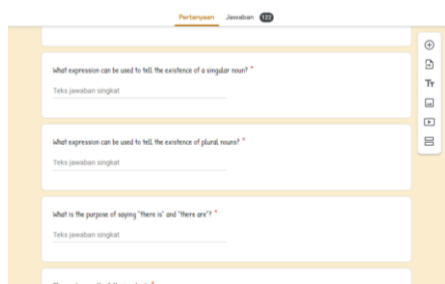 Pertanyaan Jawaban 122
What expression can be used to tell the existence of a singular noun? *
Teks jawaban singkat
What expression can be used to tell the existence of plural nouns? *
Teks jawaban singkat
What is the purpose of saying "there is" and "there are"? *
Teks jawaban singkat